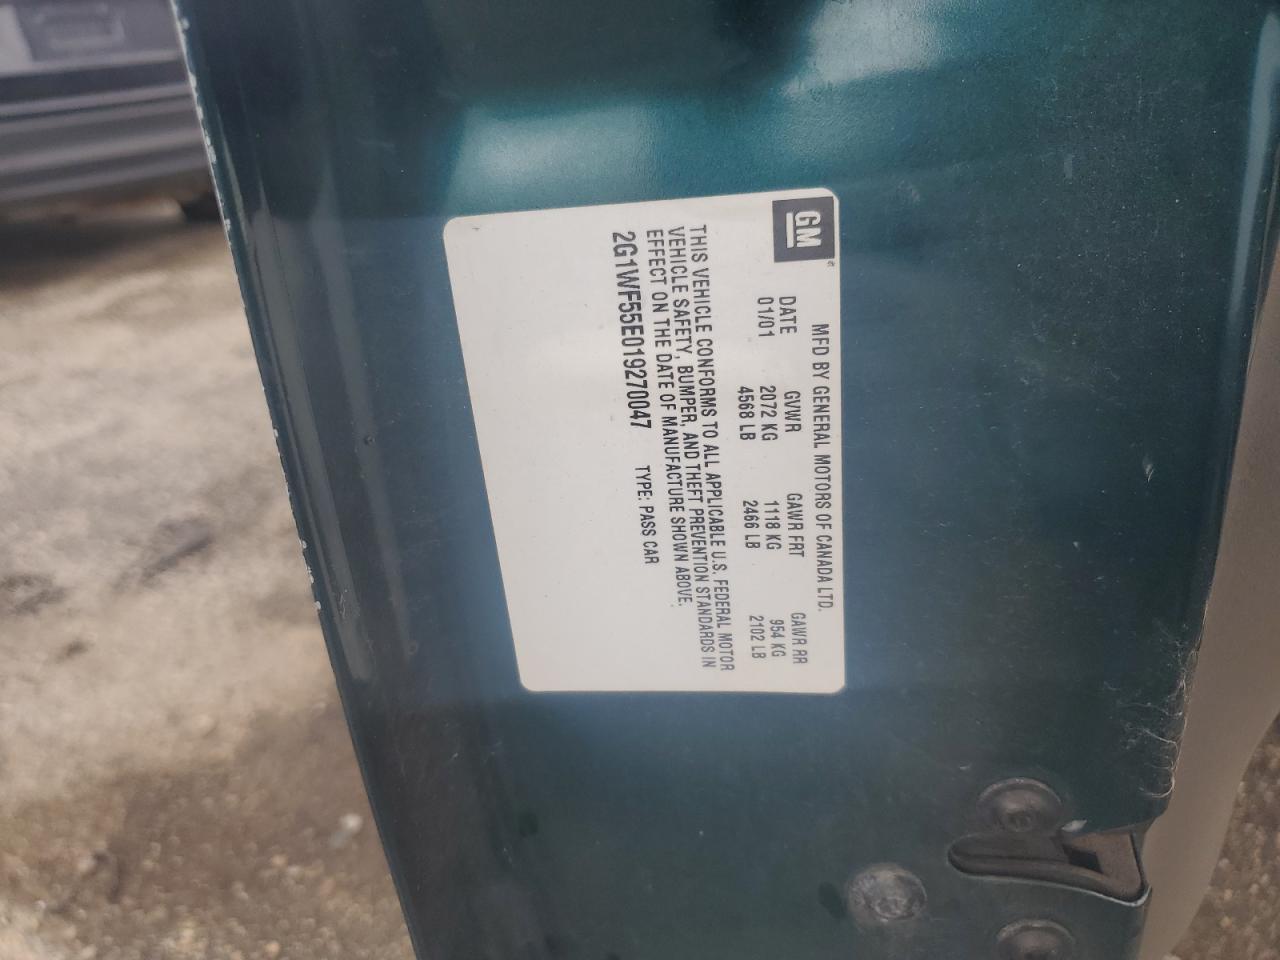 GM
MFD BY GENERAL MOTORS OF CANADA LTD.
DATE GVWR GAWR FRT GAWR RR
01/01 2072 KG 1118 KG 954 KG
4568 LB 2466 LB 2102 LB
THIS VEHICLE CONFORMS TO ALL APPLICABLE U.S. FEDERAL MOTOR
VEHICLE SAFETY, BUMPER, AND THEFT PREVENTION STANDARDS IN
EFFECT ON THE DATE OF MANUFACTURE SHOWN ABOVE.
2G1WF55E019270047 TYPE: PASS CAR